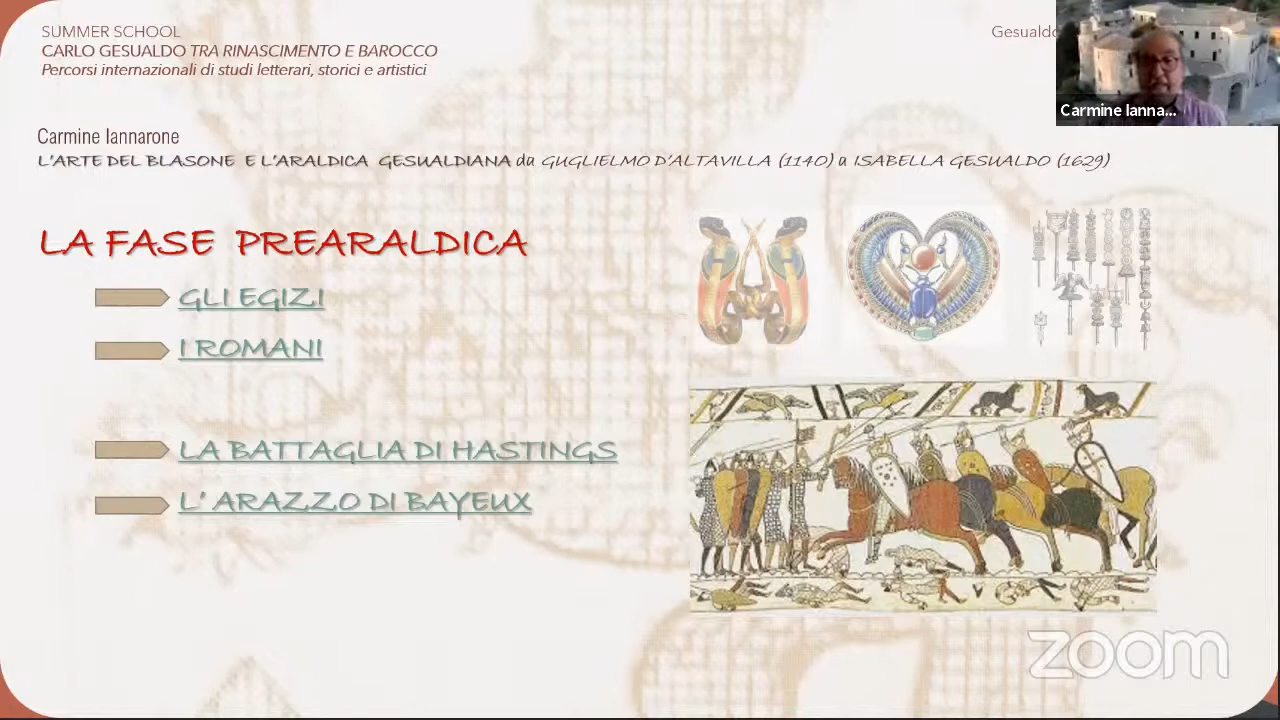 SUMMER SCHOOL
CARLO GESUALDO TRA RINASCIMENTO E BAROCCO
Percorsi internazionali di studi letterari, storici e artistici
Gesualdo
Carmine Ianna...
Carmine Iannarone
L'ARTE DEL BLASONE E L'ARALDICA GESUALDIANA da GUGLIELMO D'ALTAVILLA (1140) a ISABELLA GESUALDO (1629)
LA FASE PREARALDICA
GLI EGIZI
I ROMANI
LA BATTAGLIA DI HASTINGS
L' ARAZZO DI BAYEUX
zoom